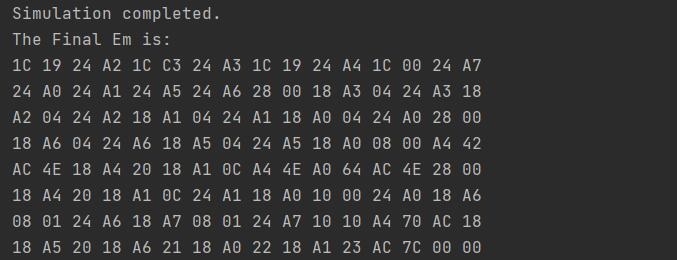 Simulation completed.
The Final Em is:
1C 19 24 A2 1C C3 24 A3 1C 19 24 A4 1C 00 24 A7
24 A0 24 A1 24 A5 24 A6 28 00 18 A3 04 24 A3 18
A2 04 24 A2 18 A1 04 24 A1 18 A0 04 24 A0 28 00
18 A6 04 24 A6 18 A5 04 24 A5 18 A0 08 00 A4 42
AC 4E 18 A4 20 18 A1 0C A4 4E A0 64 AC 4E 28 00
18 A4 20 18 A1 0C 24 A1 18 A0 10 00 24 A0 18 A6
08 01 24 A6 18 A7 08 01 24 A7 10 10 A4 70 AC 18
18 A5 20 18 A6 21 18 A0 22 18 A1 23 AC 7C 00 00